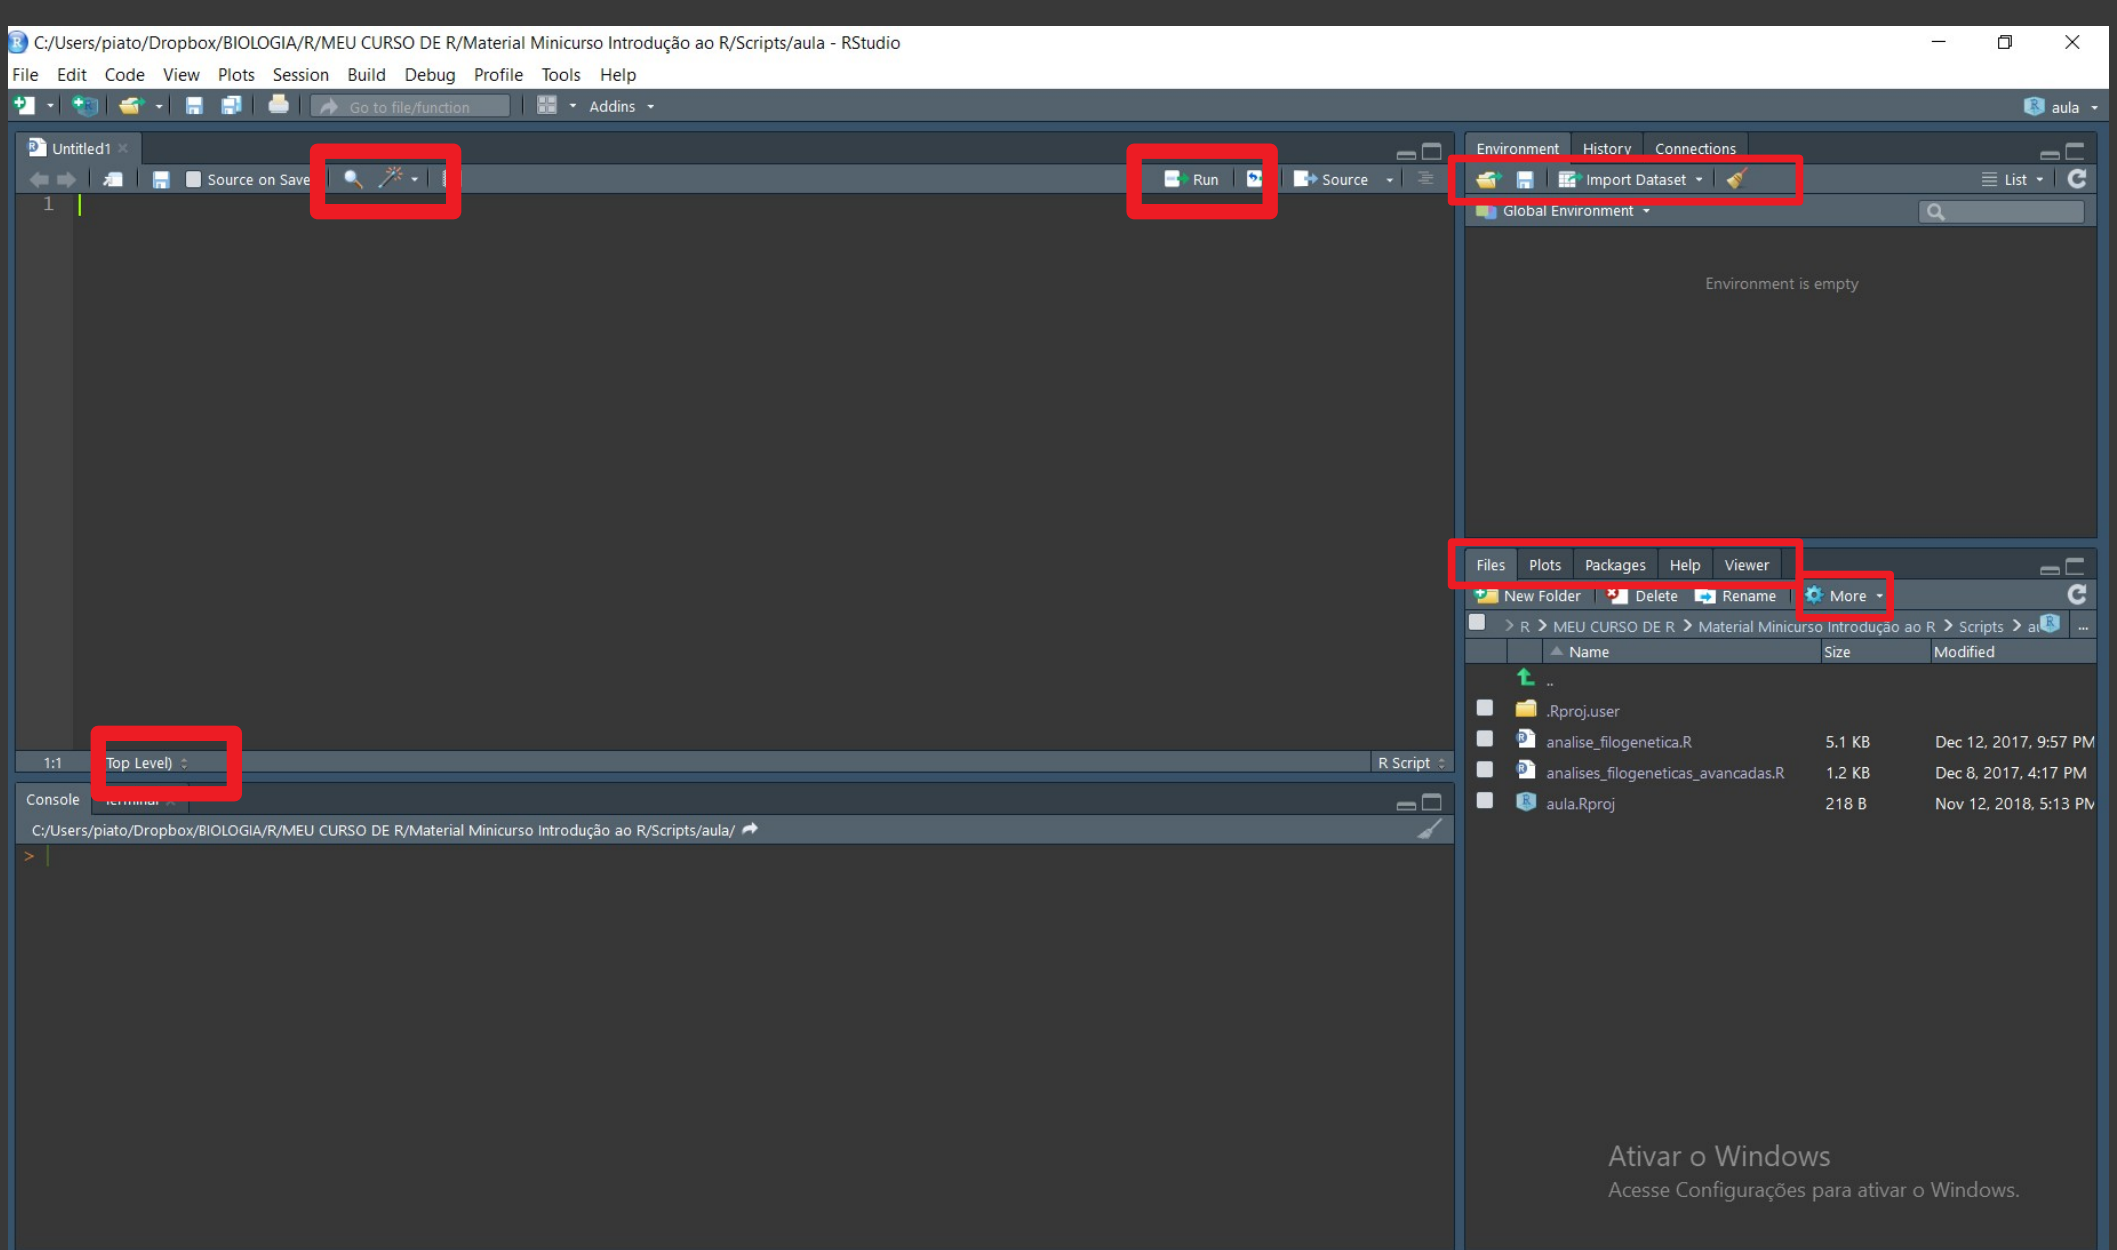 C:/Users/piato/Dropbox/BIOLOGIA/R/MEU CURSO DE R/Material Minicurso Introdução ao R/Scripts/aula - RStudio
File Edit Code View Plots Session Build Debug Profile Tools Help
Go to file/function Addins aula
Untitled1
Source on Save Run Source
1
1:1 Top Level) R Script
Console Terminal
C:/Users/piato/Dropbox/BIOLOGIA/R/MEU CURSO DE R/Material Minicurso Introdução ao R/Scripts/aula/
>
Environment History Connections
Import Dataset List
Global Environment
Environment is empty
Files Plots Packages Help Viewer
New Folder Delete Rename More
> R > MEU CURSO DE R > Material Minicurso Introdução ao R > Scripts > au ...
Name Size Modified
..
.Rproj.user
analise_filogenetica.R 5.1 KB Dec 12, 2017, 9:57 PM
analises_filogeneticas_avancadas.R 1.2 KB Dec 8, 2017, 4:17 PM
aula.Rproj 218 B Nov 12, 2018, 5:13 PM
Ativar o Windows
Acesse Configurações para ativar o Windows.